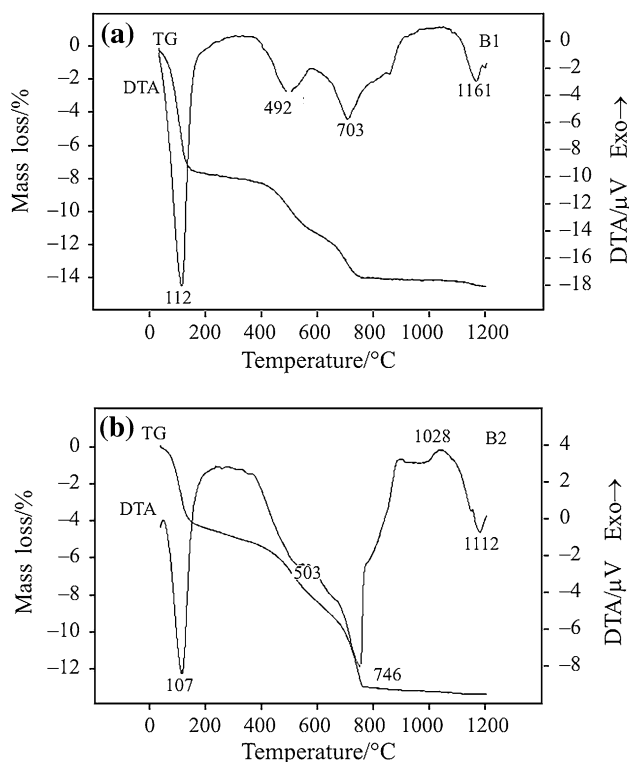 (a)
TG
B1
DTA
492
703
1161
112
0
−2
−4
−6
−8
−10
−12
−14
Mass loss/%
0
−2
−4
−6
−8
−10
−12
−14
−16
−18
DTA/μV Exo→
0 200 400 600 800 1000 1200
Temperature/°C
(b)
TG
1028
B2
DTA
1112
503
107
746
0
−2
−4
−6
−8
−10
−12
Mass loss/%
4
2
0
−2
−4
−6
−8
DTA/μV Exo→
0 200 400 600 800 1000 1200
Temperature/°C